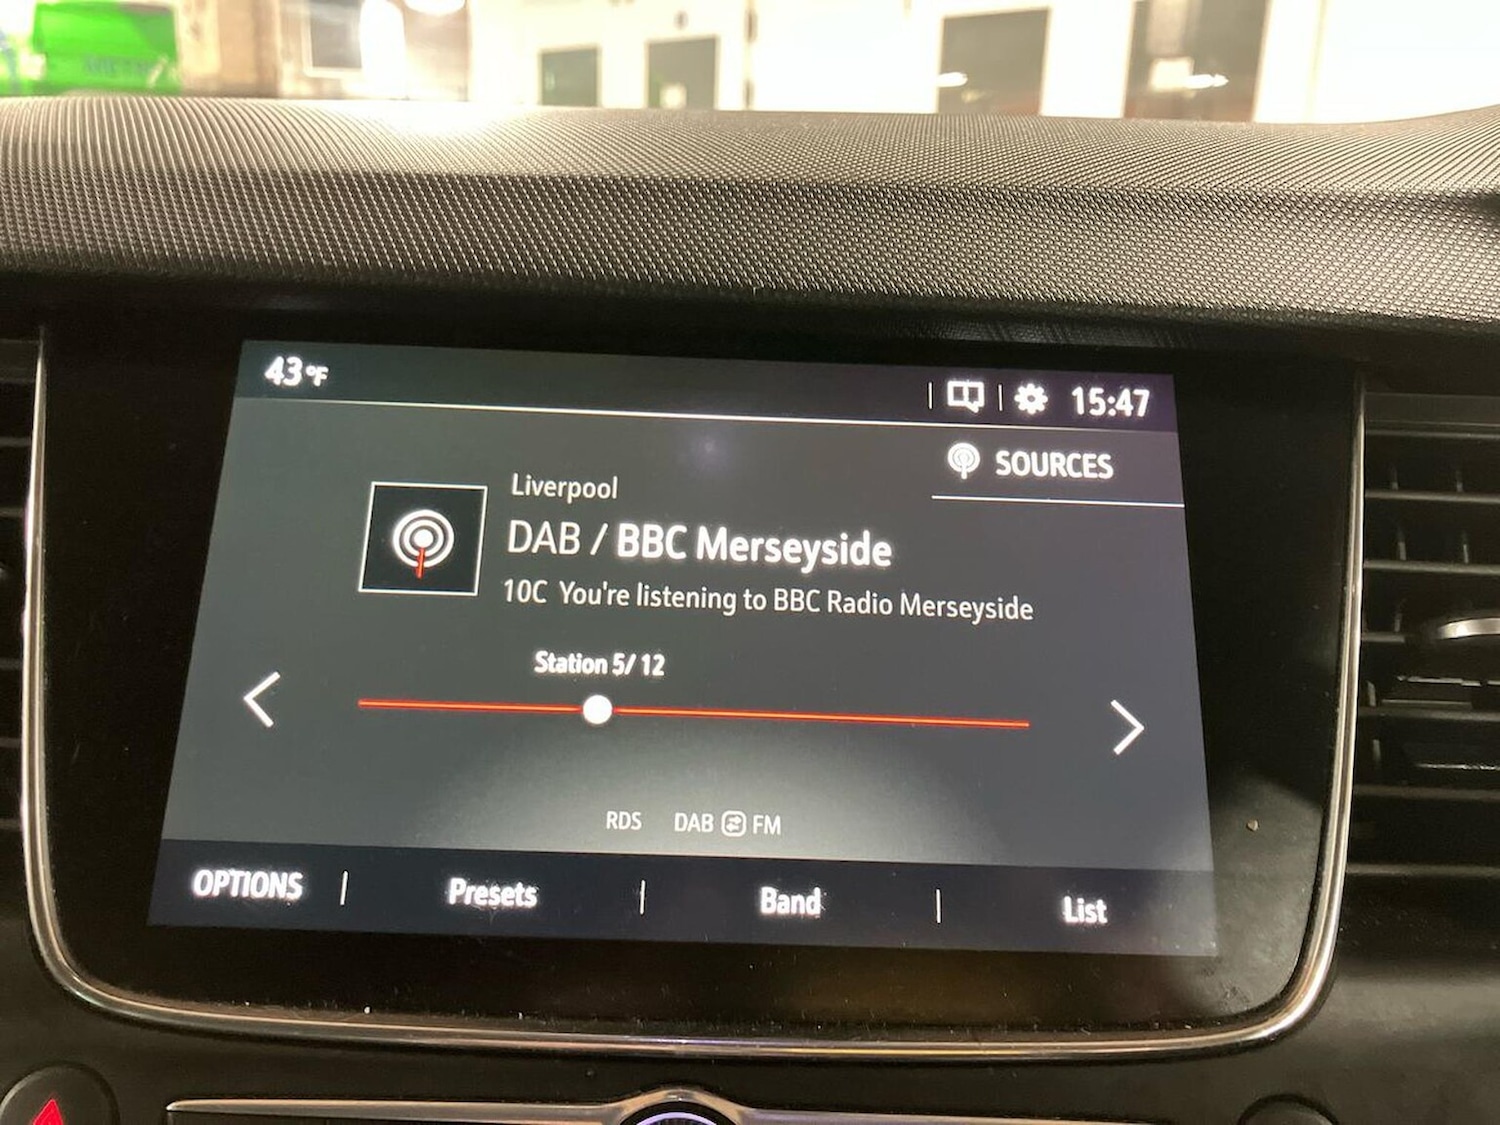 43°F
15:47
SOURCES
Liverpool
DAB / BBC Merseyside
10C You're listening to BBC Radio Merseyside
Station 5/ 12
RDS DAB FM
OPTIONS Presets Band List